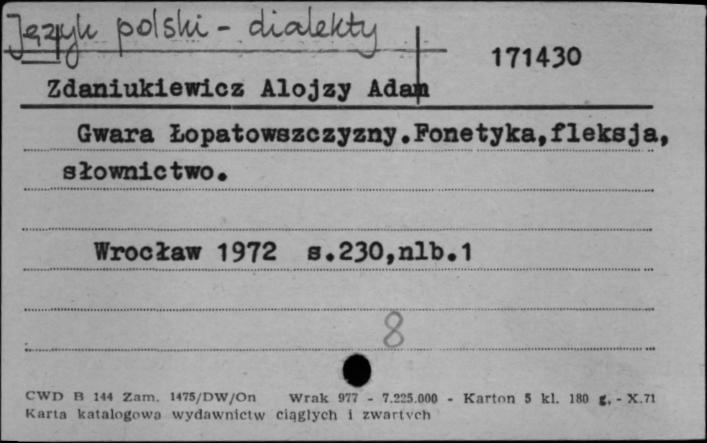 Język polski - dialekty
171430
Zdaniukiewicz Alojzy Adam
Gwara Łopatowszczyzny.Fonetyka,fleksja,
słownictwo.
Wrocław 1972 s.230,nlb.1
8
CWD B 144 Zam. 1475/DW/On Wrak 977 - 7.225.000 - Karton 5 kl. 180 g. - X.71
Karta katalogowa wydawnictw ciągłych i zwartych